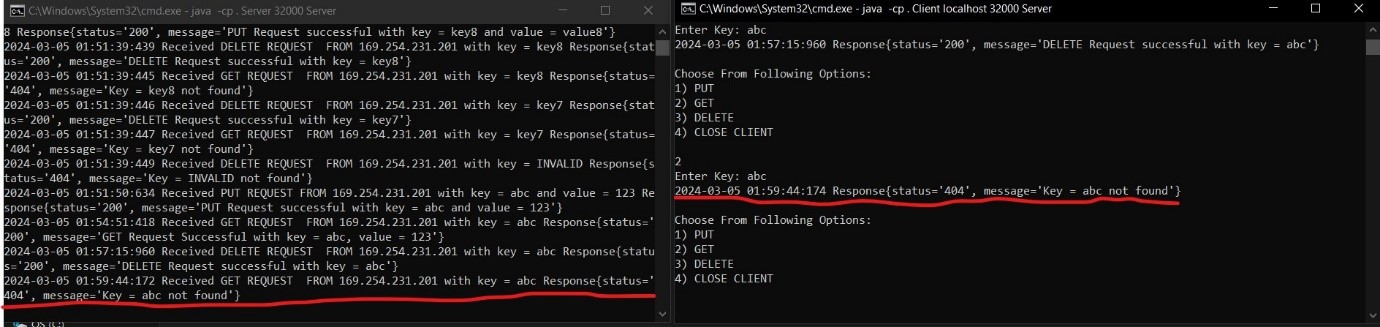 C:\Windows\System32\cmd.exe - java -cp . Server 32000 Server
8 Response{status='200', message='PUT Request successful with key = key8 and value = value8'}
2024-03-05 01:51:39:439 Received DELETE REQUEST  FROM 169.254.231.201 with key = key8 Response{stat
us='200', message='DELETE Request successful with key = key8'}
2024-03-05 01:51:39:445 Received GET REQUEST  FROM 169.254.231.201 with key = key8 Response{status=
'404', message='Key = key8 not found'}
2024-03-05 01:51:39:446 Received DELETE REQUEST  FROM 169.254.231.201 with key = key7 Response{stat
us='200', message='DELETE Request successful with key = key7'}
2024-03-05 01:51:39:447 Received GET REQUEST  FROM 169.254.231.201 with key = key7 Response{status=
'404', message='Key = key7 not found'}
2024-03-05 01:51:39:449 Received DELETE REQUEST  FROM 169.254.231.201 with key = INVALID Response{s
tatus='404', message='Key = INVALID not found'}
2024-03-05 01:51:50:634 Received PUT REQUEST FROM 169.254.231.201 with key = abc and value = 123 Re
sponse{status='200', message='PUT Request successful with key = abc and value = 123'}
2024-03-05 01:54:51:418 Received GET REQUEST  FROM 169.254.231.201 with key = abc Response{status='
200', message='GET Request Successful with key = abc, value = 123'}
2024-03-05 01:57:15:960 Received DELETE REQUEST  FROM 169.254.231.201 with key = abc Response{statu
s='200', message='DELETE Request successful with key = abc'}
2024-03-05 01:59:44:172 Received GET REQUEST  FROM 169.254.231.201 with key = abc Response{status='
404', message='Key = abc not found'}
OS (C:)
C:\Windows\System32\cmd.exe - java -cp . Client localhost 32000 Server
Enter Key: abc
2024-03-05 01:57:15:960 Response{status='200', message='DELETE Request successful with key = abc'}
Choose From Following Options:
1) PUT
2) GET
3) DELETE
4) CLOSE CLIENT
2
Enter Key: abc
2024-03-05 01:59:44:174 Response{status='404', message='Key = abc not found'}
Choose From Following Options:
1) PUT
2) GET
3) DELETE
4) CLOSE CLIENT